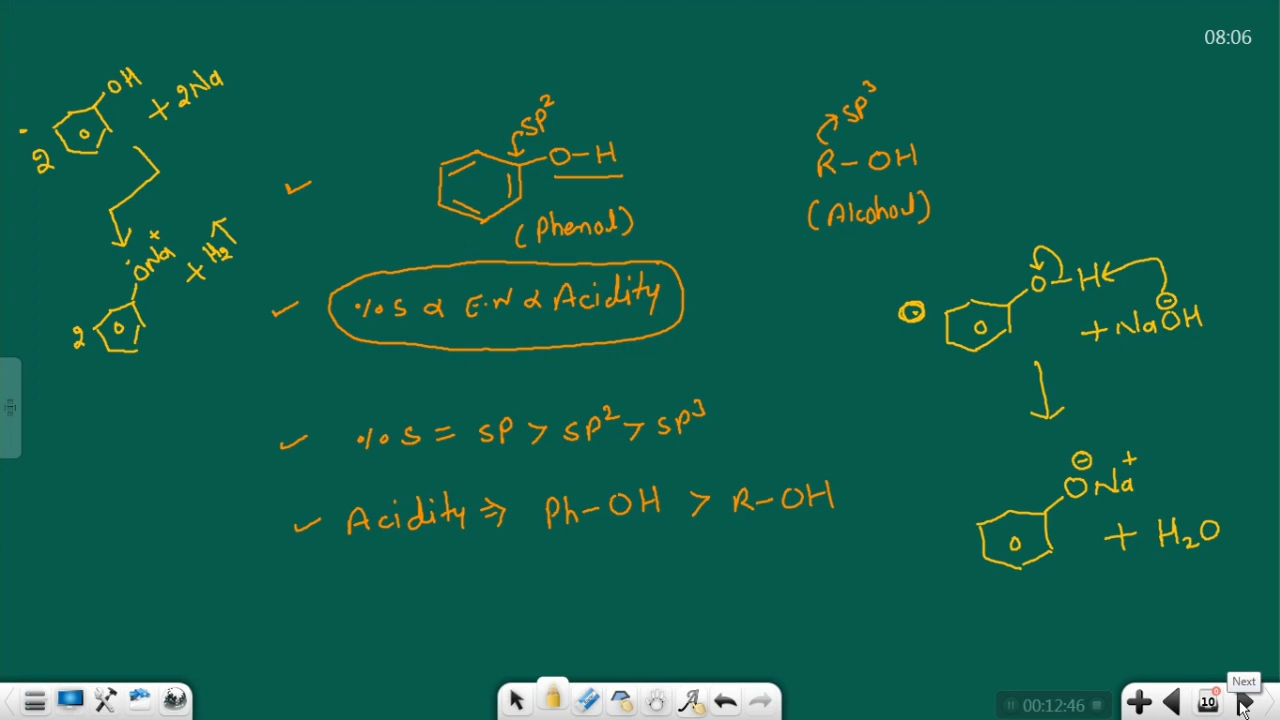 08:06
OH
+ 2Na
2
ONa +
+ H2 ↑
2
SP²
O-H
(Phenol)
SP³
R-OH
(Alcohol)
%S ∝ E.N ∝ Acidity
%S = SP > SP² > SP³
Acidity ⇒ Ph-OH > R-OH
O-H
+ NaOH
ONa +
+ H2O
Next
00:12:46
10
0